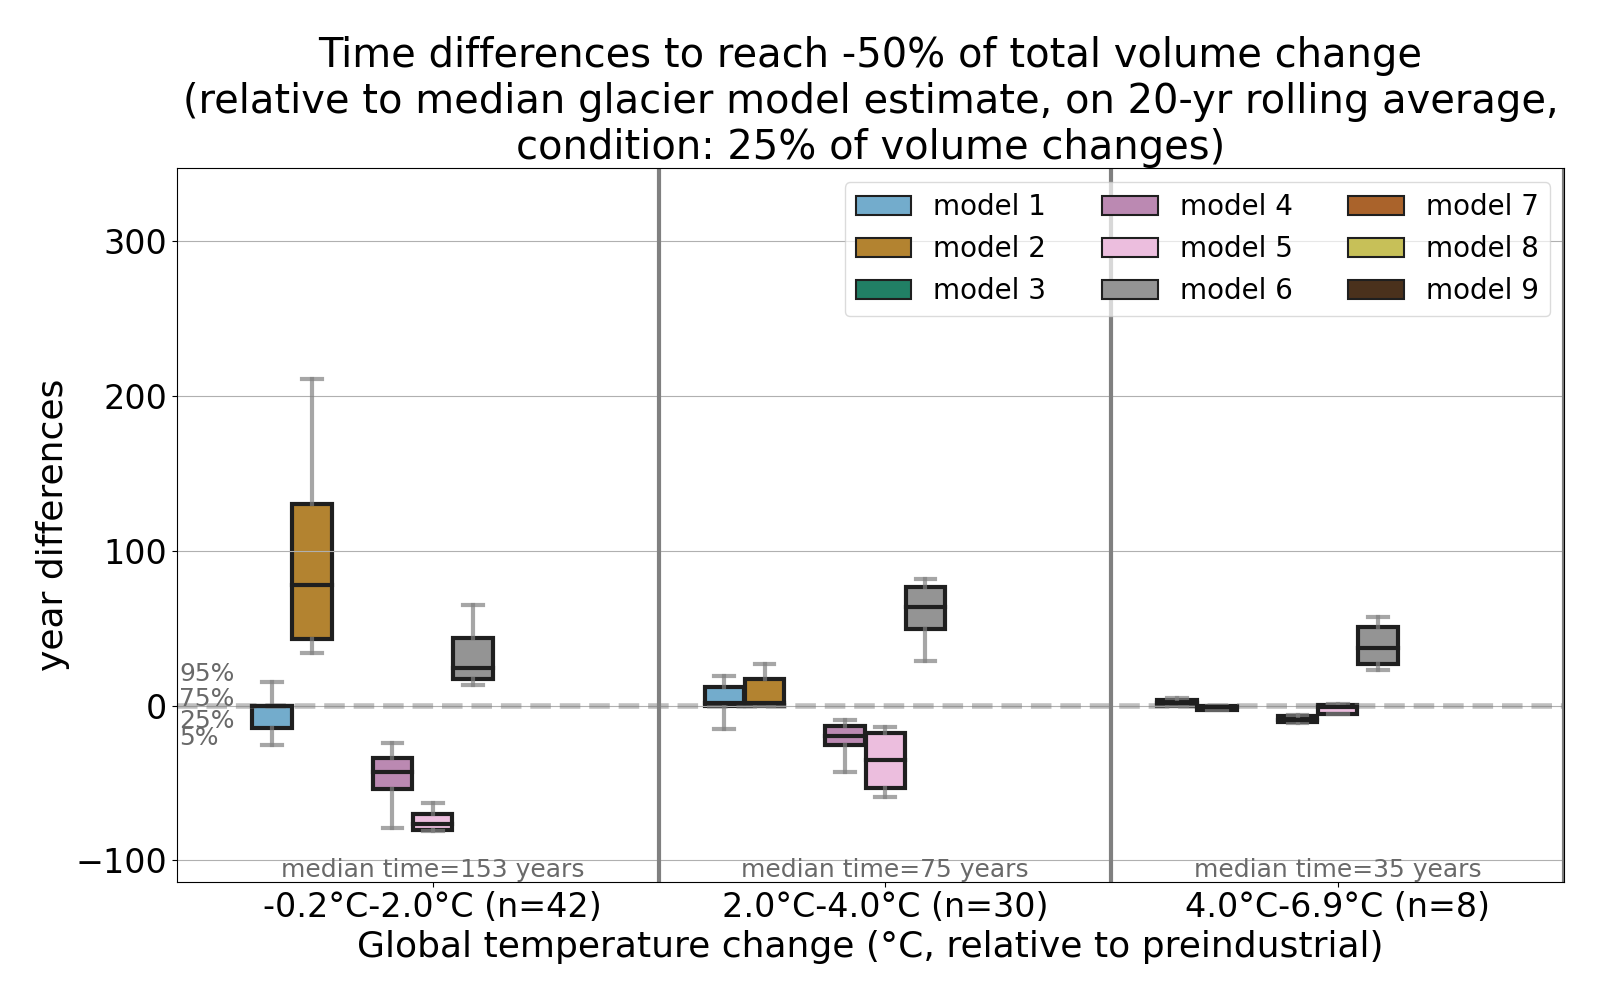 Time differences to reach -50% of total volume change
(relative to median glacier model estimate, on 20-yr rolling average,
condition: 25% of volume changes)
model 1
model 2
model 3
model 4
model 5
model 6
model 7
model 8
model 9
year differences
300
200
100
0
−100
95%
75%
25%
5%
median time=153 years
median time=75 years
median time=35 years
-0.2°C-2.0°C (n=42)
2.0°C-4.0°C (n=30)
4.0°C-6.9°C (n=8)
Global temperature change (°C, relative to preindustrial)